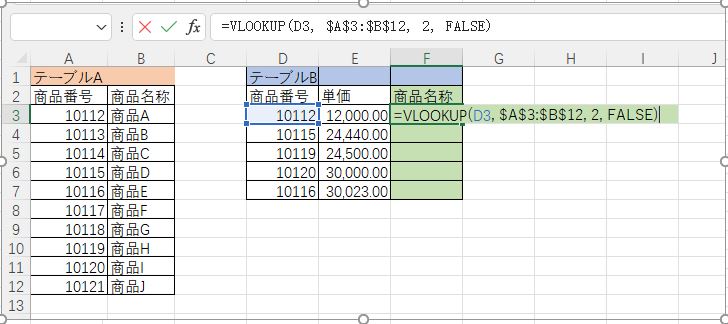 fx =VLOOKUP(D3, $A$3:$B$12, 2, FALSE)
A B C D E F G H I J
1 テーブルA テーブルB
2 商品番号 商品名称 商品番号 単価 商品名称
3 10112 商品A 10112 12,000.00 =VLOOKUP(D3, $A$3:$B$12, 2, FALSE)
4 10113 商品B 10115 24,440.00
5 10114 商品C 10119 24,500.00
6 10115 商品D 10120 30,000.00
7 10116 商品E 10116 30,023.00
8 10117 商品F
9 10118 商品G
10 10119 商品H
11 10120 商品I
12 10121 商品J
13